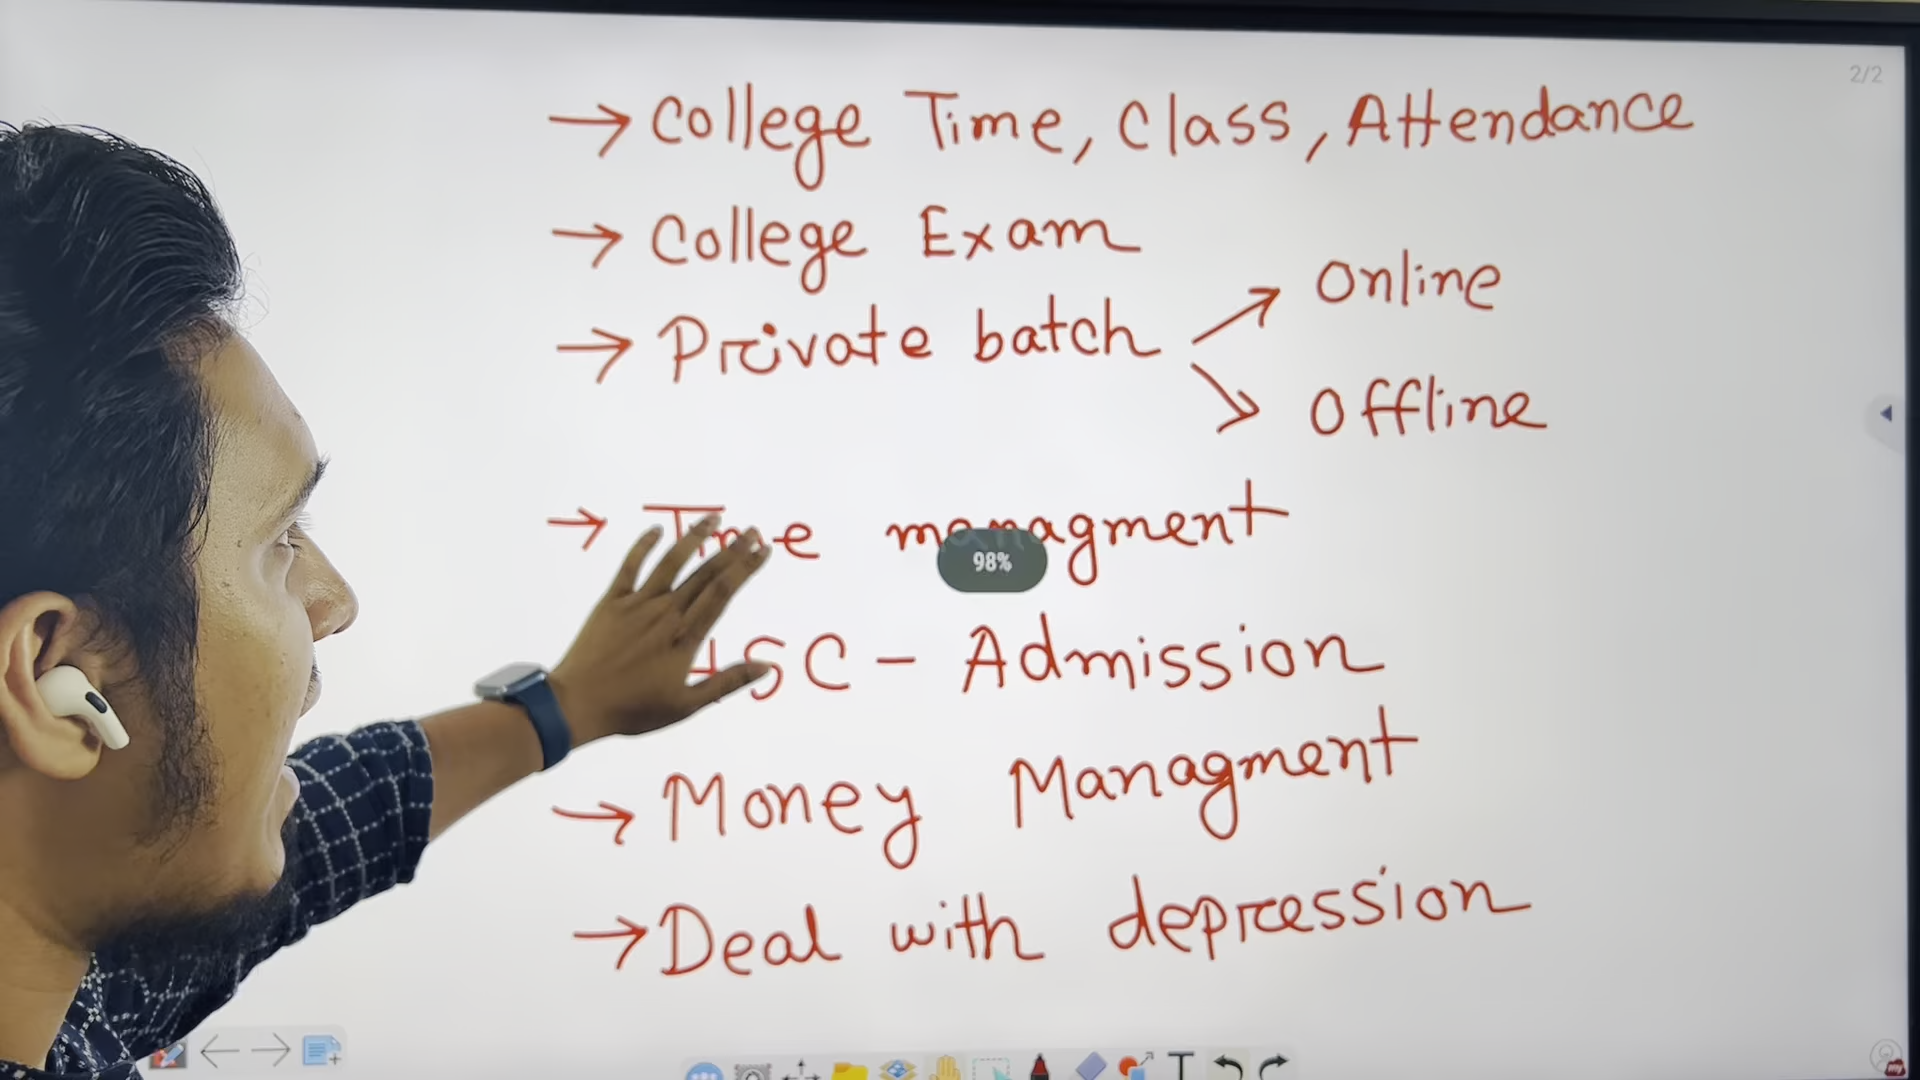 2/2
→ College Time, Class, Attendance
→ College Exam
→ Private batch → Online
→ Offline
→ Time managment
98%
HSC - Admission
→ Money Managment
→ Deal with depression
T